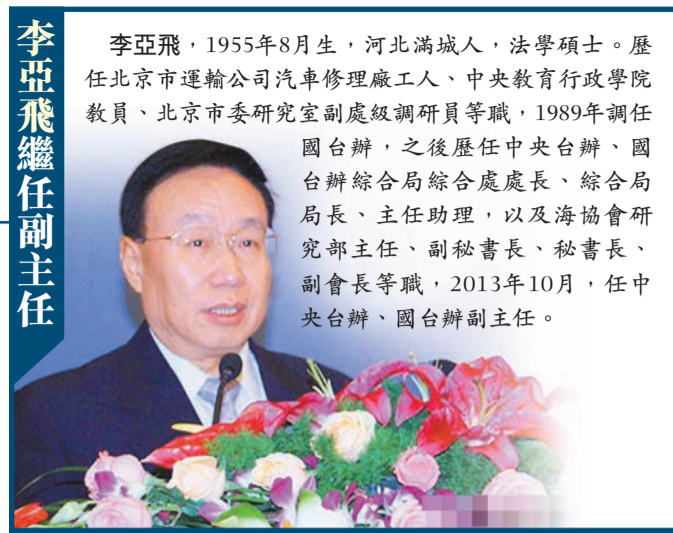 李亞飛繼任副主任
李亞飛，1955年8月生，河北滿城人，法學碩士。歷
任北京市運輸公司汽車修理廠工人、中央教育行政學院
教員、北京市委研究室副處級調研員等職，1989年調任
國台辦，之後歷任中央台辦、國
台辦綜合局綜合處處長、綜合局
局長、主任助理，以及海協會研
究部主任、副秘書長、秘書長、
副會長等職，2013年10月，任中
央台辦、國台辦副主任。